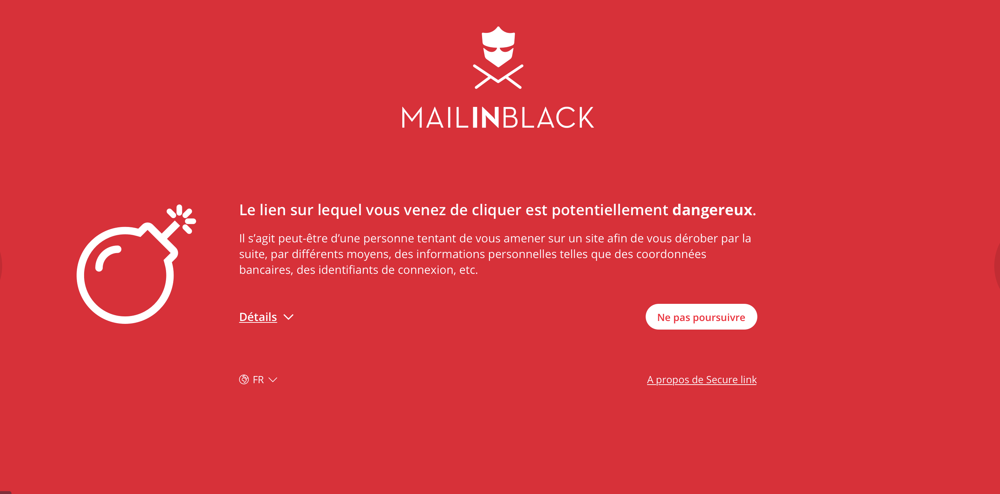 MAILINBLACK
Le lien sur lequel vous venez de cliquer est potentiellement dangereux.
Il s’agit peut-être d’une personne tentant de vous amener sur un site afin de vous dérober par la
suite, par différents moyens, des informations personnelles telles que des coordonnées
bancaires, des identifiants de connexion, etc.
Détails
Ne pas poursuivre
FR
A propos de Secure link